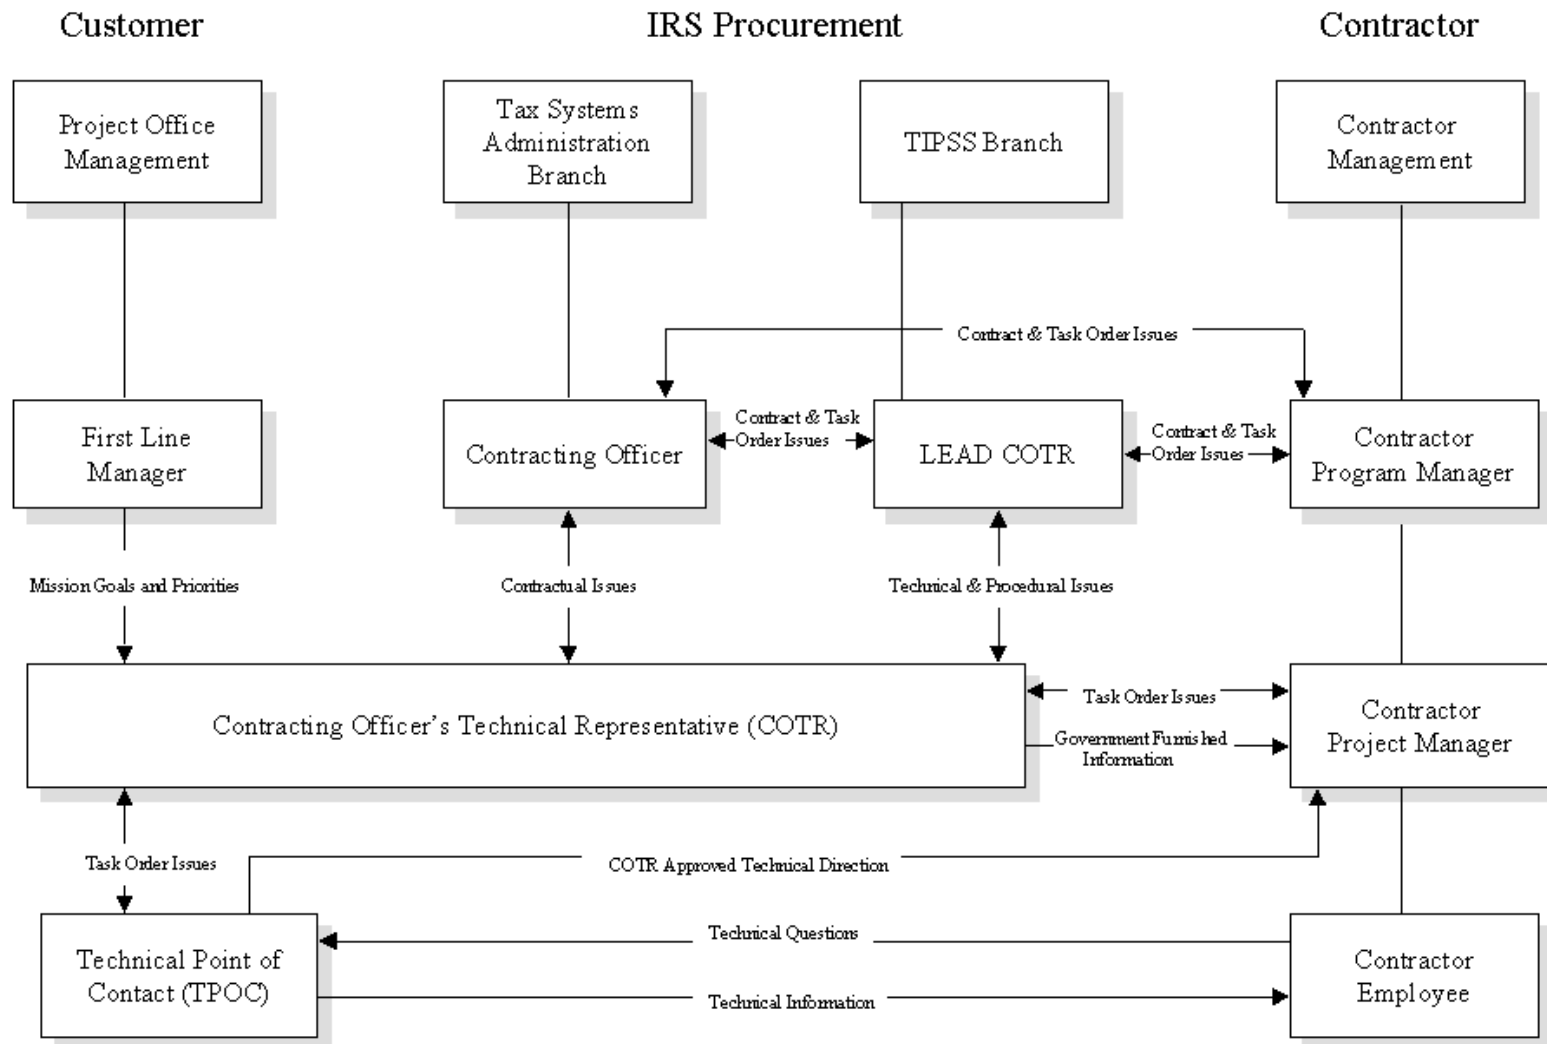 Customer
IRS Procurement
Contractor
Project Office
Management
Tax Systems
Administration
Branch
TIPSS Branch
Contractor
Management
Contract & Task Order Issues
First Line
Manager
Contracting Officer
Contract & Task
Order Issues
LEAD COTR
Contract & Task
Order Issues
Contractor
Program Manager
Mission Goals and Priorities
Contractual Issues
Technical & Procedural Issues
Contracting Officer's Technical Representative (COTR)
Task Order Issues
Government Furnished
Information
Contractor
Project Manager
Task Order Issues
COTR Approved Technical Direction
Technical Point of
Contact (TPOC)
Technical Questions
Technical Information
Contractor
Employee